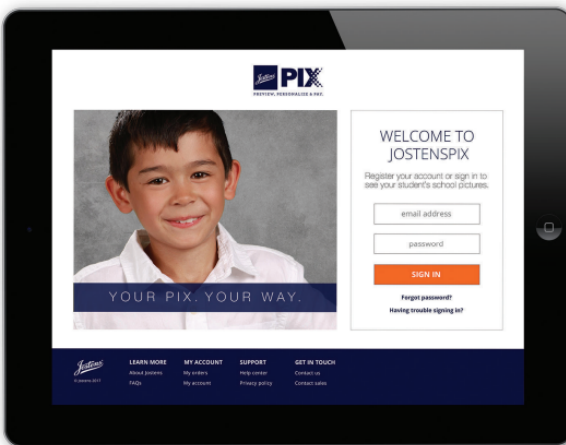 Jostens PIX
PREVIEW, PERSONALIZE & PAY.
YOUR PIX. YOUR WAY.
WELCOME TO
JOSTENSPIX
Register your account or sign in to
see your student's school pictures.
email address
password
SIGN IN
Forgot password?
Having trouble signing in?
Jostens
© Jostens 2017
LEARN MORE
About Jostens
FAQs
MY ACCOUNT
My orders
My account
SUPPORT
Help center
Privacy policy
GET IN TOUCH
Contact us
Contact sales